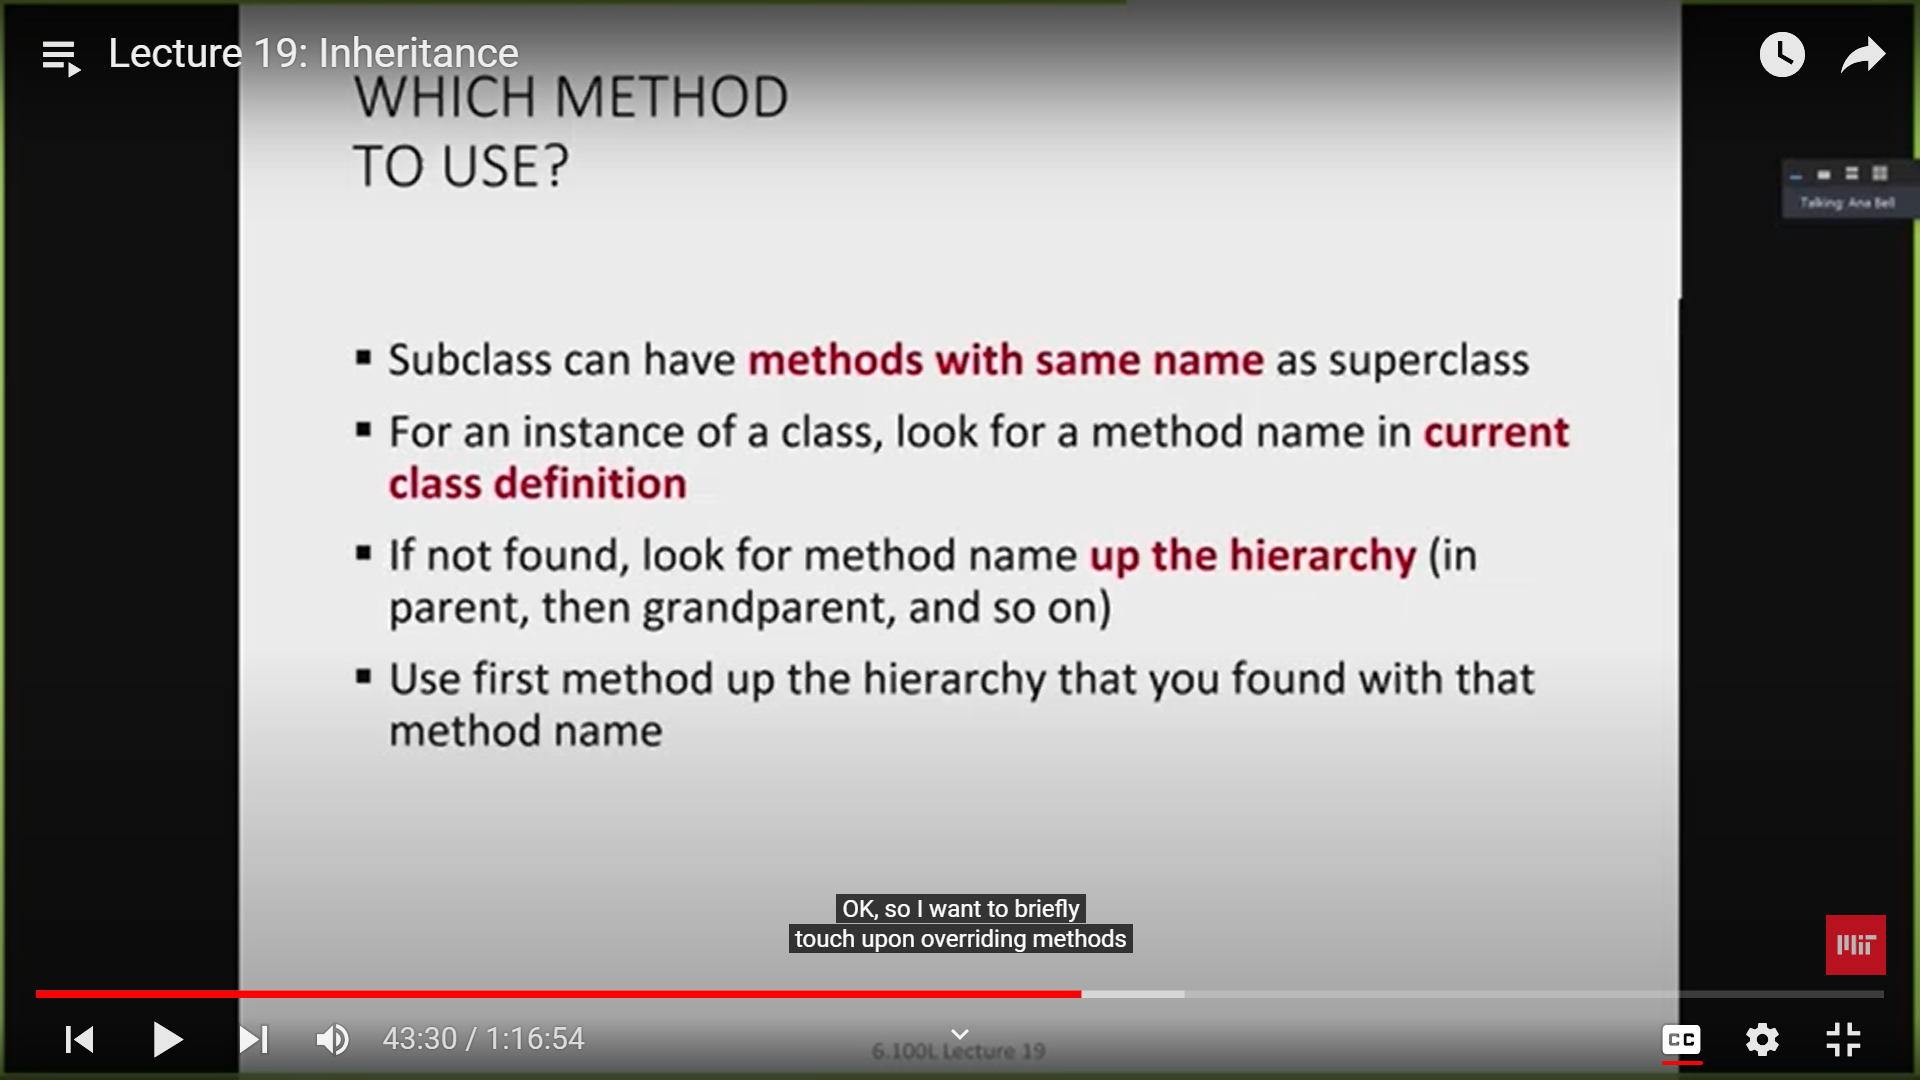 Lecture 19: Inheritance
WHICH METHOD
TO USE?
Talking: Ana Bell
▪ Subclass can have methods with same name as superclass
▪ For an instance of a class, look for a method name in current
class definition
▪ If not found, look for method name up the hierarchy (in
parent, then grandparent, and so on)
▪ Use first method up the hierarchy that you found with that
method name
OK, so I want to briefly
touch upon overriding methods
MIT
43:30 / 1:16:54
6.100L Lecture 19
CC